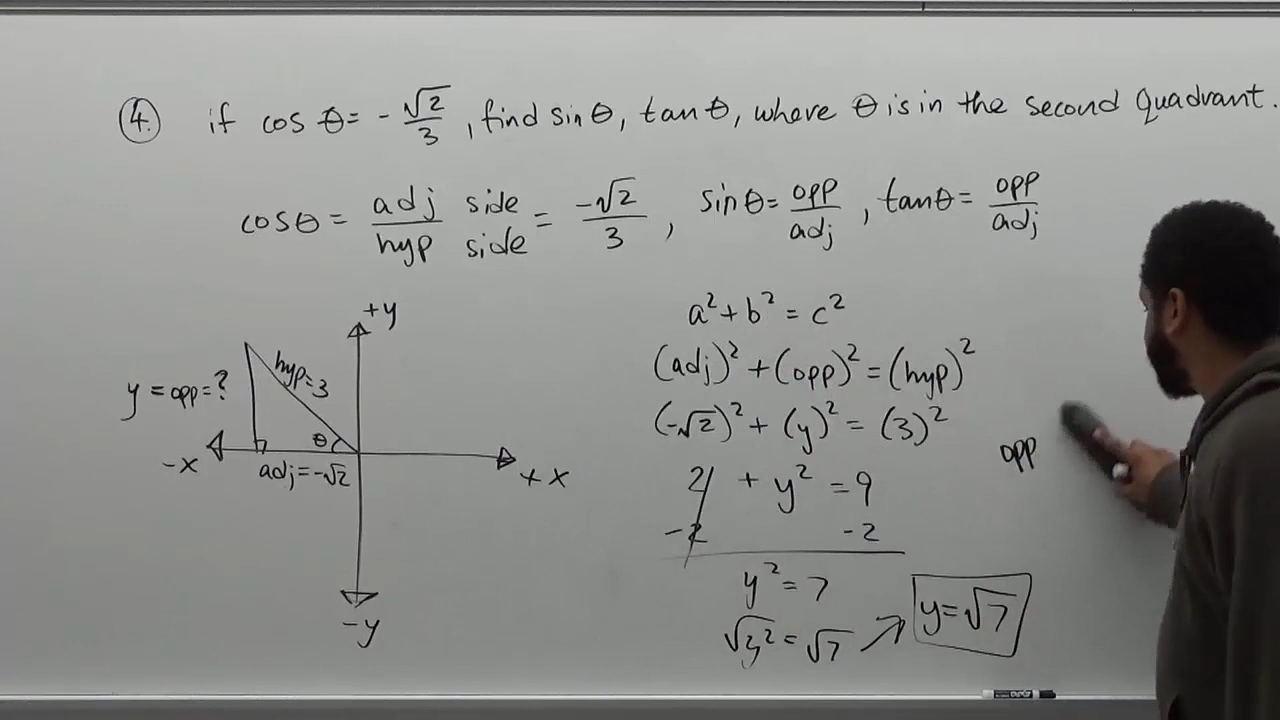 4. if cos θ = -√2/3, find sin θ, tan θ, where θ is in the second Quadrant.
cos θ = adj side/hyp side = -√2/3, sin θ = opp/adj, tan θ = opp/adj
+y
a² + b² = c²
(adj)² + (opp)² = (hyp)²
y = opp = ?
hyp = 3
(-√2)² + (y)² = (3)²
θ
opp
-x
adj = -√2
+x
2 + y² = 9
-2 -2
y² = 7
y = √7
-y
√y² = √7